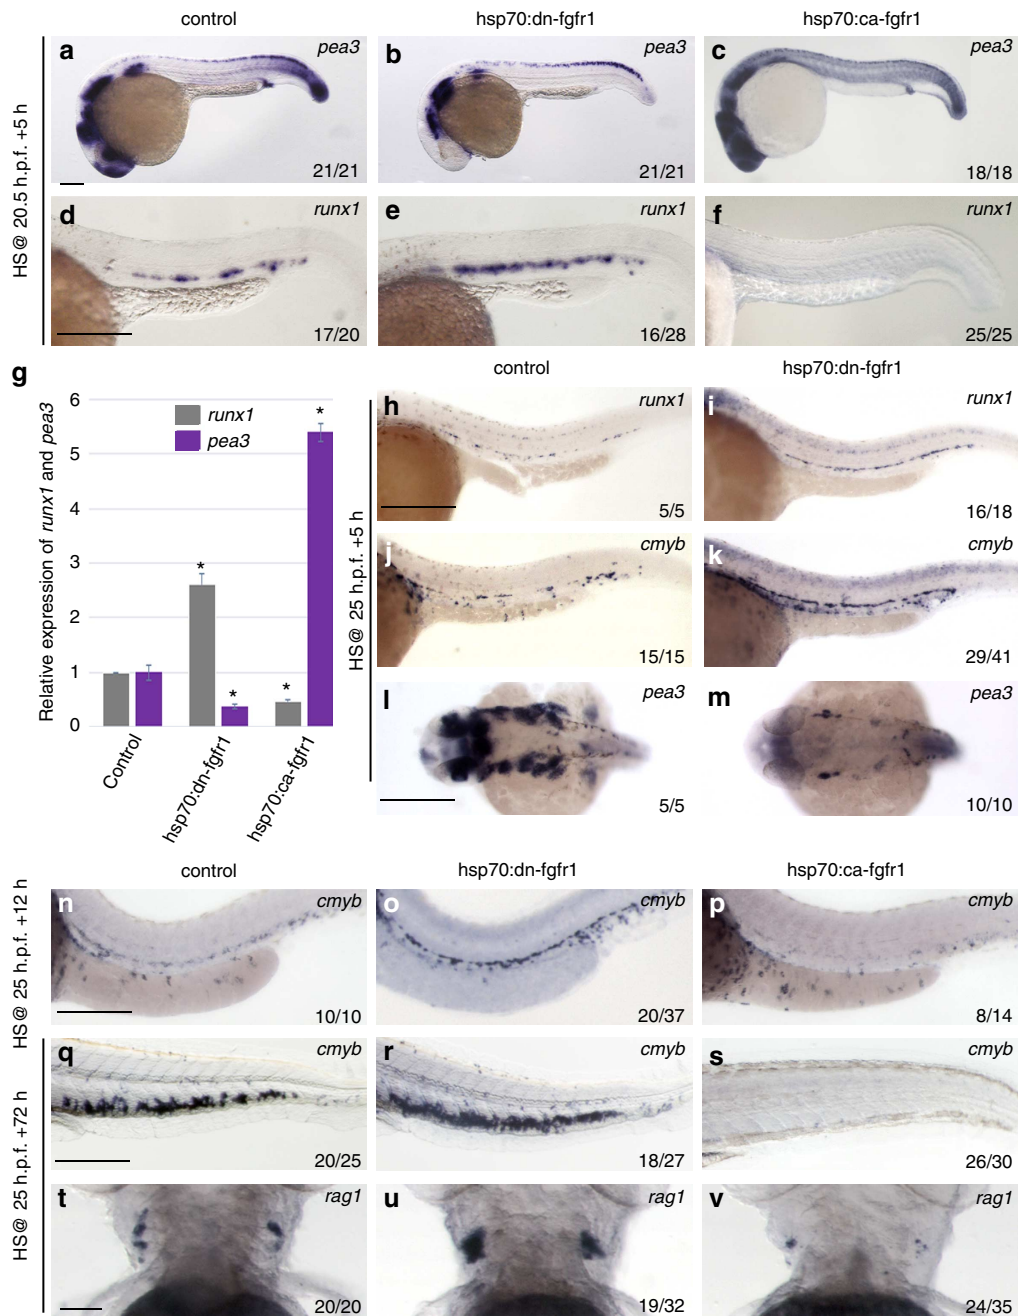 control
hsp70:dn-fgfr1
hsp70:ca-fgfr1
HS@ 20.5 h.p.f. +5 h
a
pea3
21/21
b
pea3
21/21
c
pea3
18/18
d
runx1
17/20
e
runx1
16/28
f
runx1
25/25
g
Relative expression of runx1 and pea3
6
5
4
3
2
1
0
runx1
pea3
*
*
*
*
Control
hsp70:dn-fgfr1
hsp70:ca-fgfr1
control
hsp70:dn-fgfr1
HS@ 25 h.p.f. +5 h
h
runx1
5/5
i
runx1
16/18
j
cmyb
15/15
k
cmyb
29/41
l
pea3
5/5
m
pea3
10/10
control
hsp70:dn-fgfr1
hsp70:ca-fgfr1
HS@ 25 h.p.f. +12 h
n
cmyb
10/10
o
cmyb
20/37
p
cmyb
8/14
HS@ 25 h.p.f. +72 h
q
cmyb
20/25
r
cmyb
18/27
s
cmyb
26/30
t
rag1
20/20
u
rag1
19/32
v
rag1
24/35